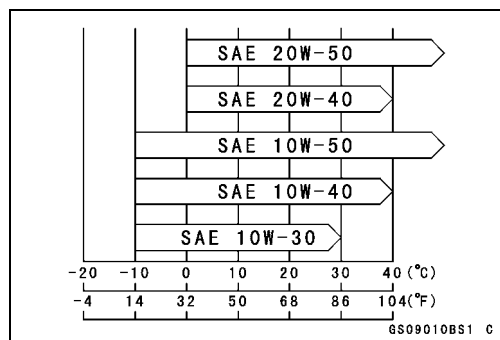 SAE 20W-50
SAE 20W-40
SAE 10W-50
SAE 10W-40
SAE 10W-30
-20 -10 0 10 20 30 40 (°C)
-4 14 32 50 68 86 104 (°F)
GS09010BS1 C